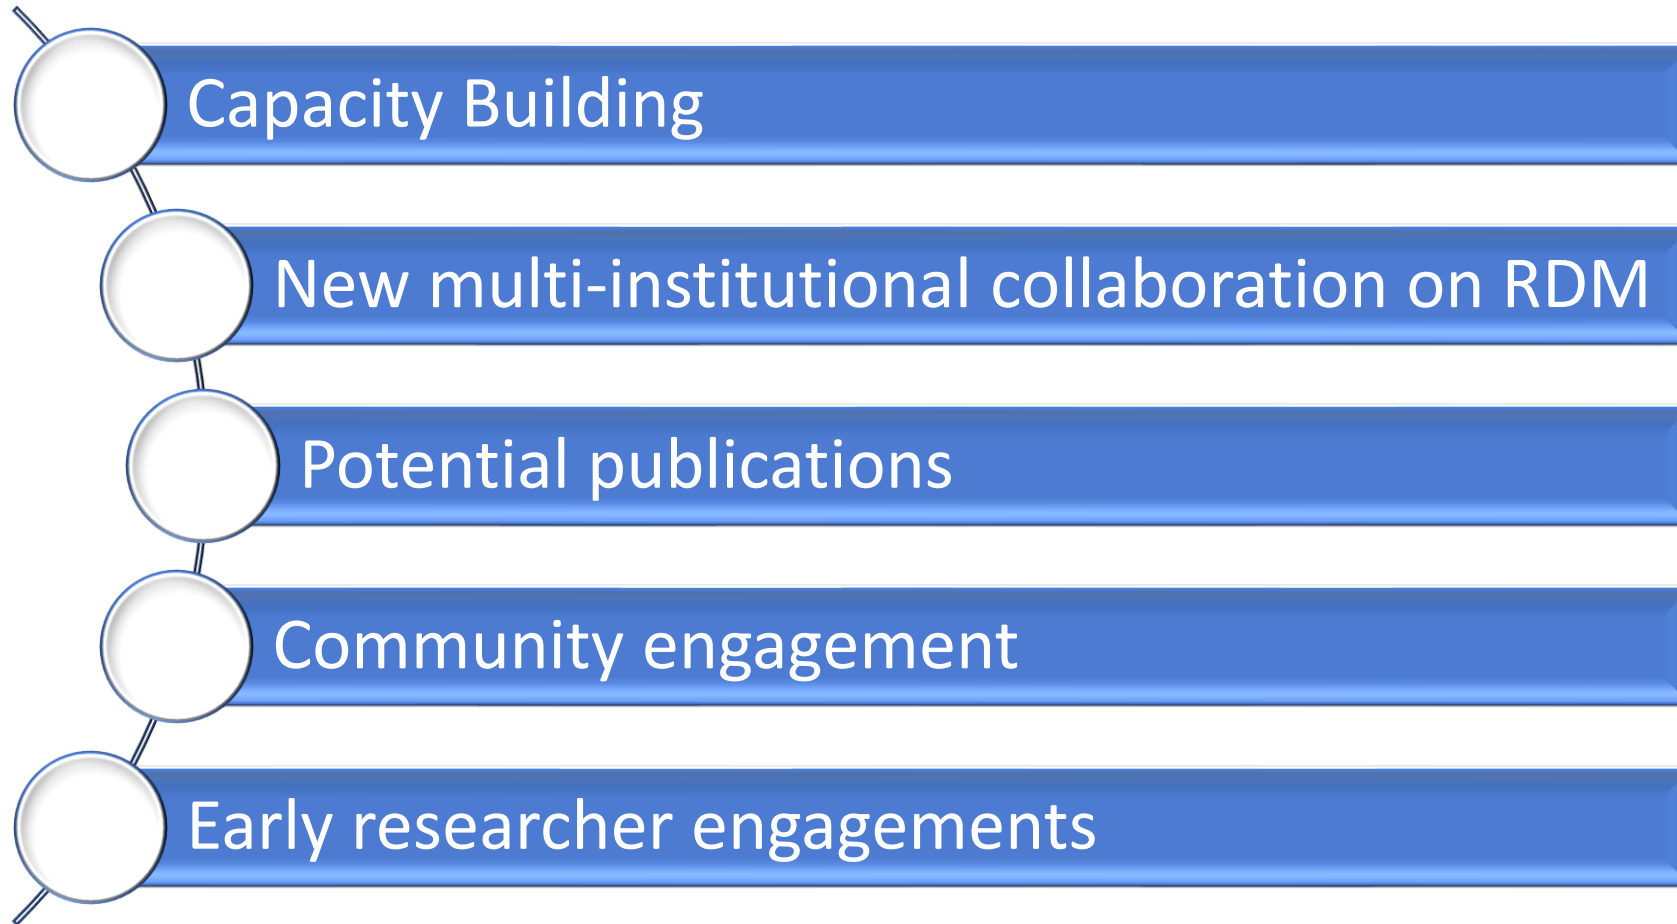 Capacity Building
New multi-institutional collaboration on RDM
Potential publications
Community engagement
Early researcher engagements